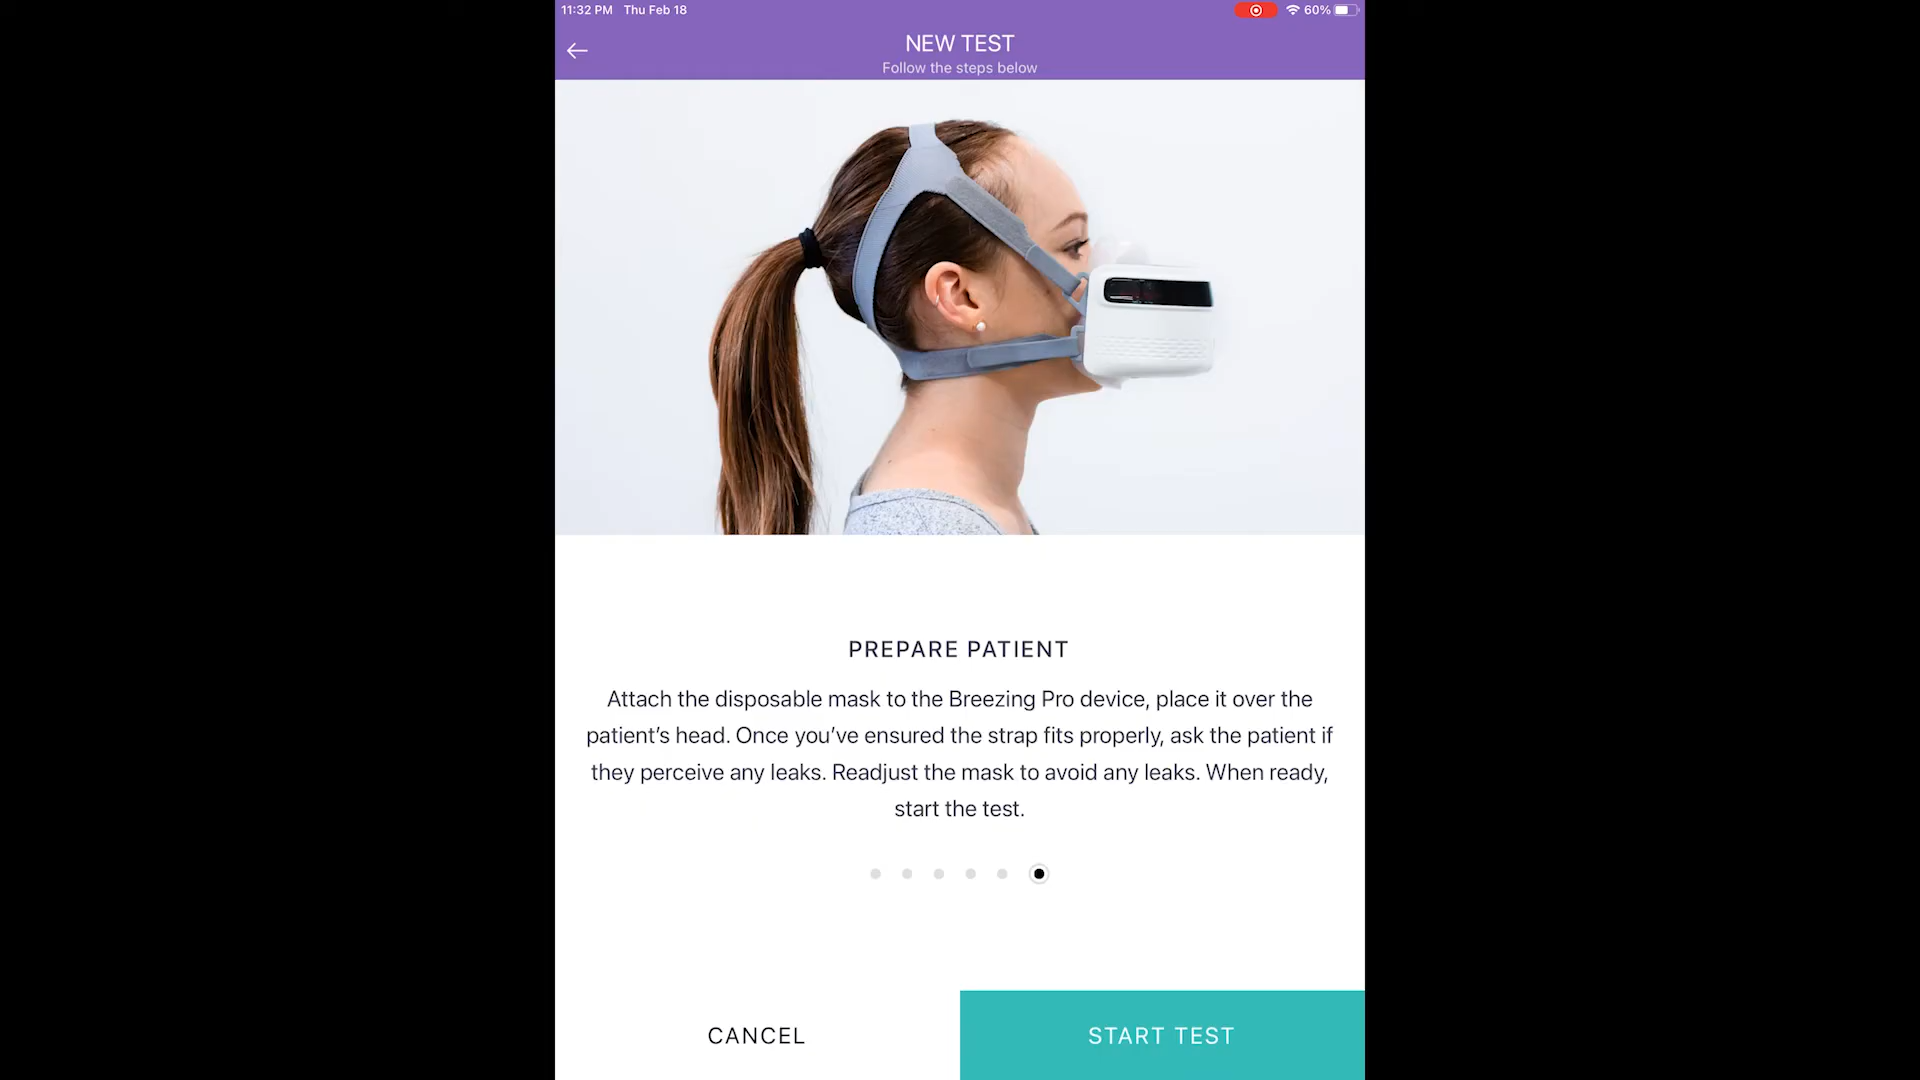 11:32 PM Thu Feb 18 60%
NEW TEST
Follow the steps below
PREPARE PATIENT
Attach the disposable mask to the Breezing Pro device, place it over the
patient’s head. Once you’ve ensured the strap fits properly, ask the patient if
they perceive any leaks. Readjust the mask to avoid any leaks. When ready,
start the test.
CANCEL START TEST